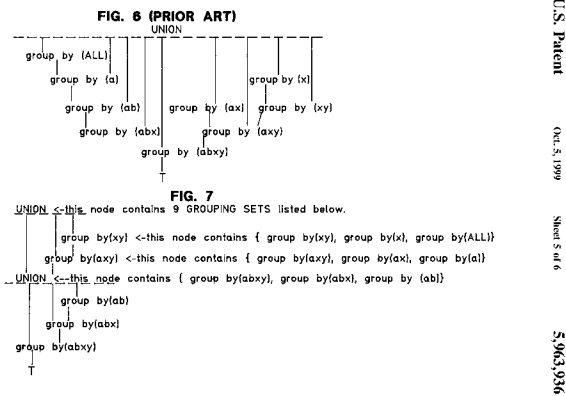 FIG. 6 (PRIOR ART)
UNION
group by (ALL)
group by (a)
group by (x)
group by (ab)
group by (ax)
group by (xy)
group by (abx)
group by (axy)
group by (abxy)
T
FIG. 7
UNION <-this node contains 9 GROUPING SETS listed below.
group by(xy) <-this node contains { group by(xy), group by(x), group by(ALL)}
group by(axy) <-this node contains { group by(axy), group by(ax), group by(a)}
UNION <--this node contains { group by(abxy), group by(abx), group by (ab)}
group by(ab)
group by(abx)
group by(abxy)
T
U.S. Patent
Oct. 5, 1999
Sheet 5 of 6
5,963,936